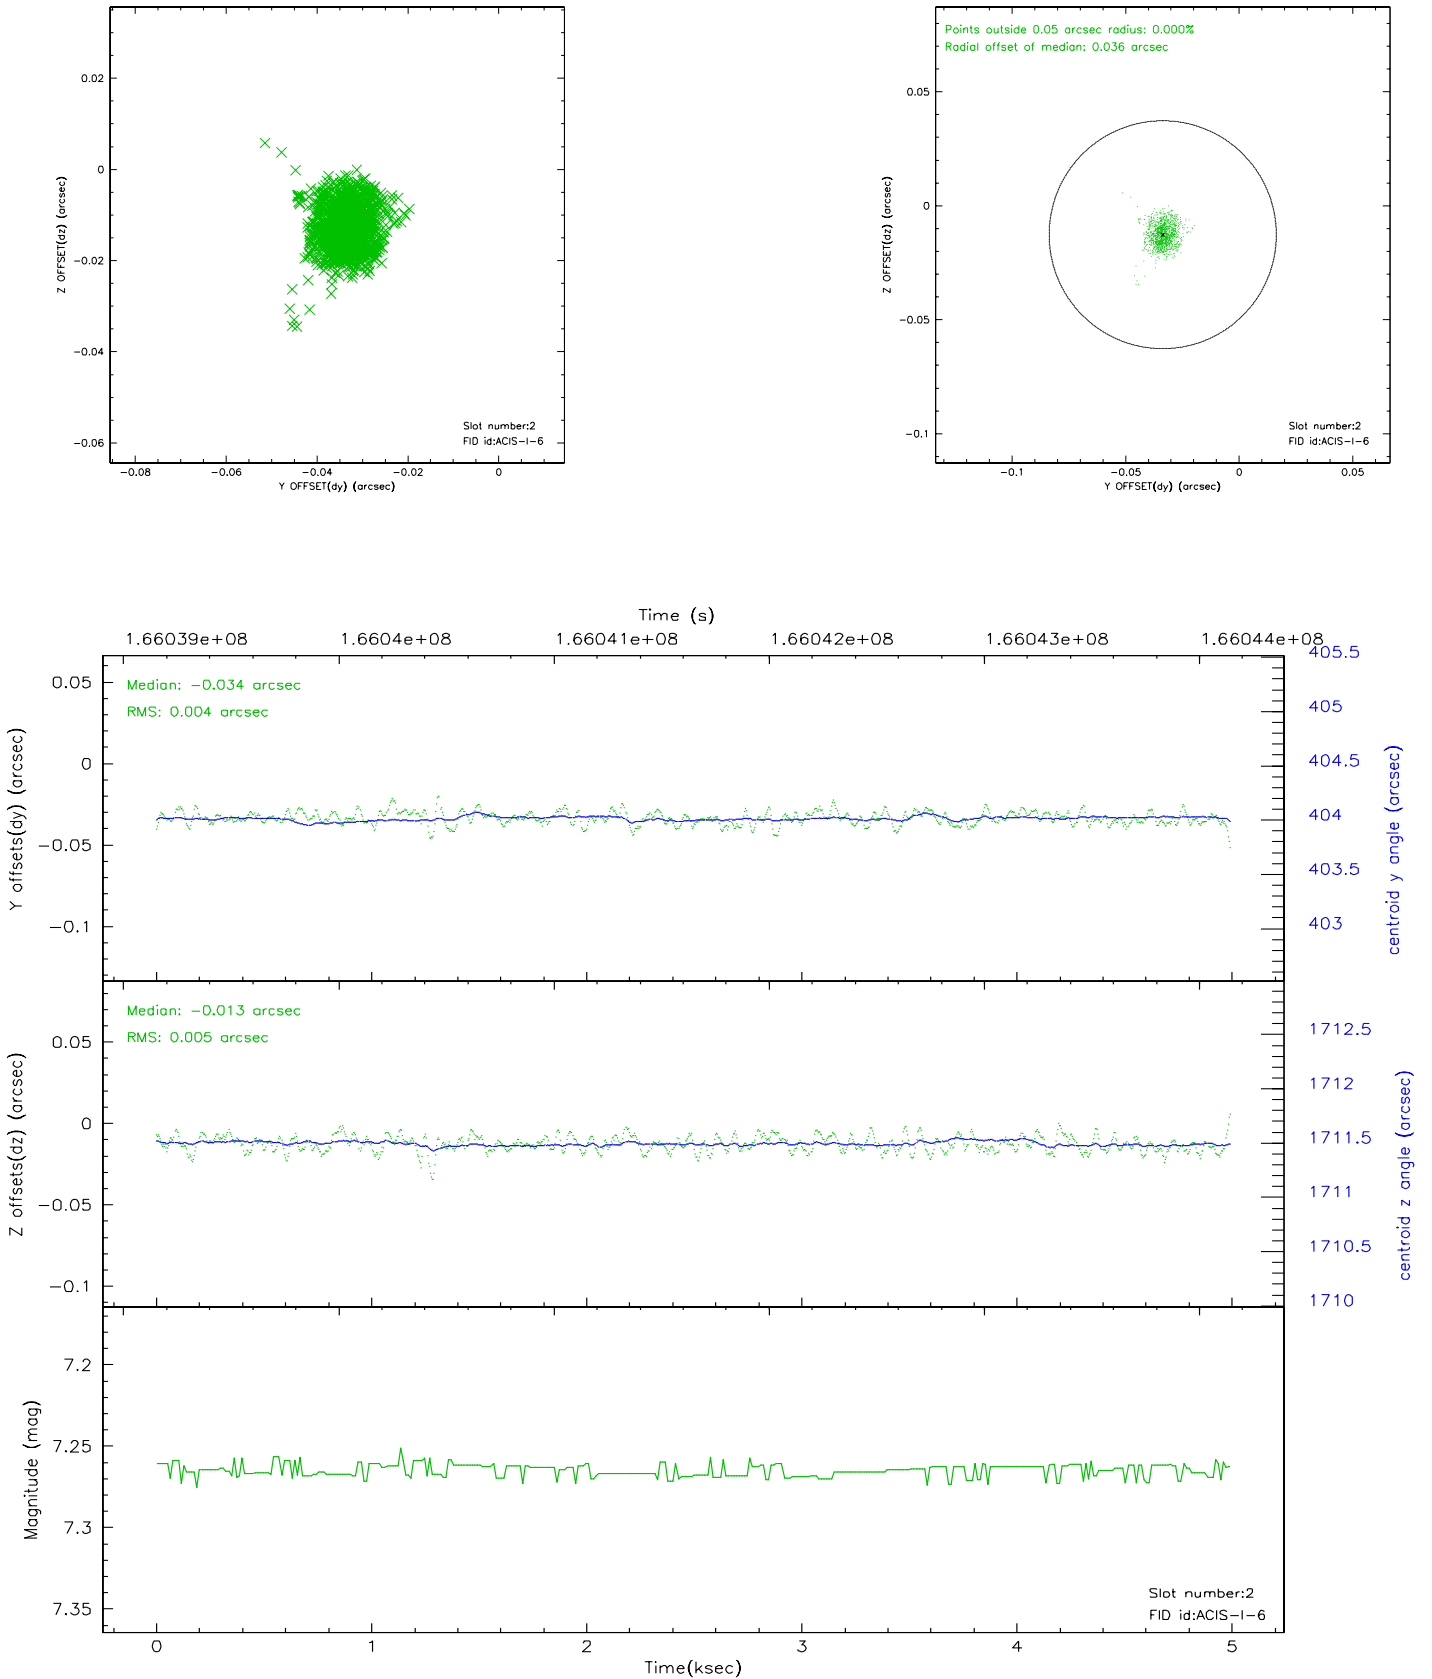 0.02
0
−0.02
−0.04
−0.06
Z OFFSET(dz) (arcsec)
−0.08 −0.06 −0.04 −0.02 0
Y OFFSET(dy) (arcsec)
Slot number:2
FID id:ACIS−I−6
Points outside 0.05 arcsec radius: 0.000%
Radial offset of median: 0.036 arcsec
0.05
0
−0.05
−0.1
Z OFFSET(dz) (arcsec)
−0.1 −0.05 0 0.05
Y OFFSET(dy) (arcsec)
Slot number:2
FID id:ACIS−I−6
Time (s)
1.66039e+08 1.6604e+08 1.66041e+08 1.66042e+08 1.66043e+08 1.66044e+08
Median: −0.034 arcsec
RMS: 0.004 arcsec
0.05
0
−0.05
−0.1
Y offsets(dy) (arcsec)
405.5
405
404.5
404
403.5
403
centroid y angle (arcsec)
Median: −0.013 arcsec
RMS: 0.005 arcsec
0.05
0
−0.05
−0.1
Z offsets(dz) (arcsec)
1712.5
1712
1711.5
1711
1710.5
1710
centroid z angle (arcsec)
7.2
7.25
7.3
7.35
Magnitude (mag)
Slot number:2
FID id:ACIS−I−6
0 1 2 3 4 5
Time(ksec)